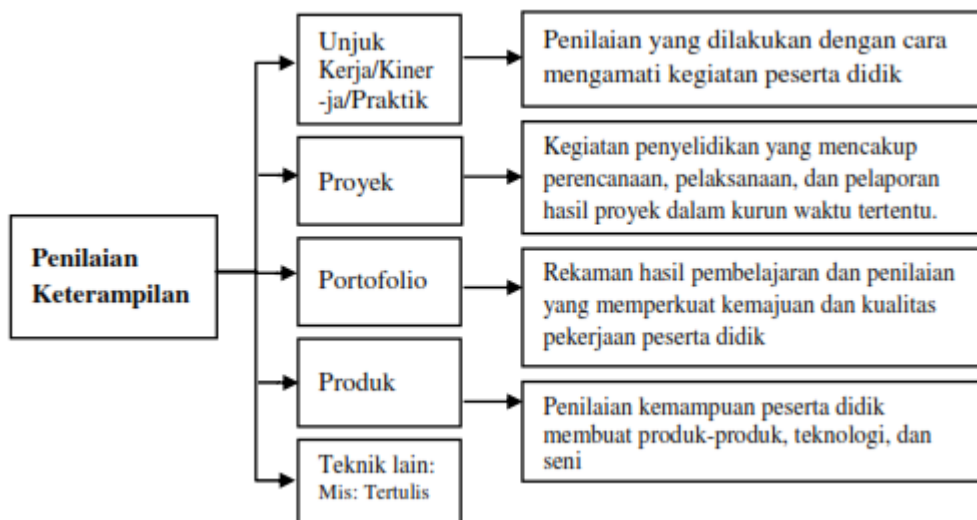 Penilaian
Keterampilan
Unjuk
Kerja/Kiner
-ja/Praktik
Penilaian yang dilakukan dengan cara
mengamati kegiatan peserta didik
Proyek
Kegiatan penyelidikan yang mencakup
perencanaan, pelaksanaan, dan pelaporan
hasil proyek dalam kurun waktu tertentu.
Portofolio
Rekaman hasil pembelajaran dan penilaian
yang memperkuat kemajuan dan kualitas
pekerjaan peserta didik
Produk
Penilaian kemampuan peserta didik
membuat produk-produk, teknologi, dan
seni
Teknik lain:
Mis: Tertulis